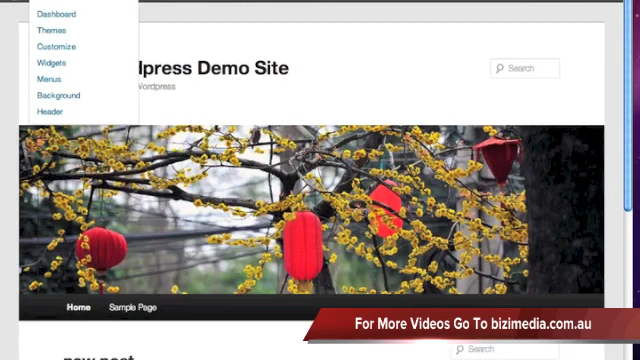 Dashboard
Themes
Customize
Widgets
Menus
Background
Header
press Demo Site
Wordpress
Search
Home
Sample Page
For More Videos Go To bizimedia.com.au
Search
new post